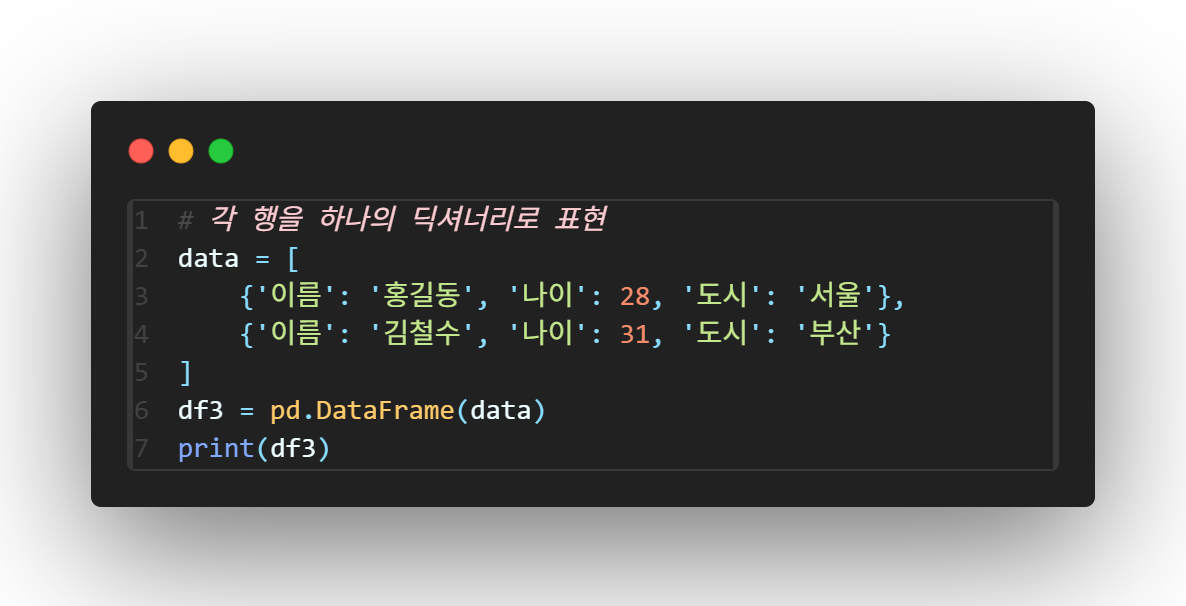 1 # 각 행을 하나의 딕셔너리로 표현
2 data = [
3     {'이름': '홍길동', '나이': 28, '도시': '서울'},
4     {'이름': '김철수', '나이': 31, '도시': '부산'}
5 ]
6 df3 = pd.DataFrame(data)
7 print(df3)